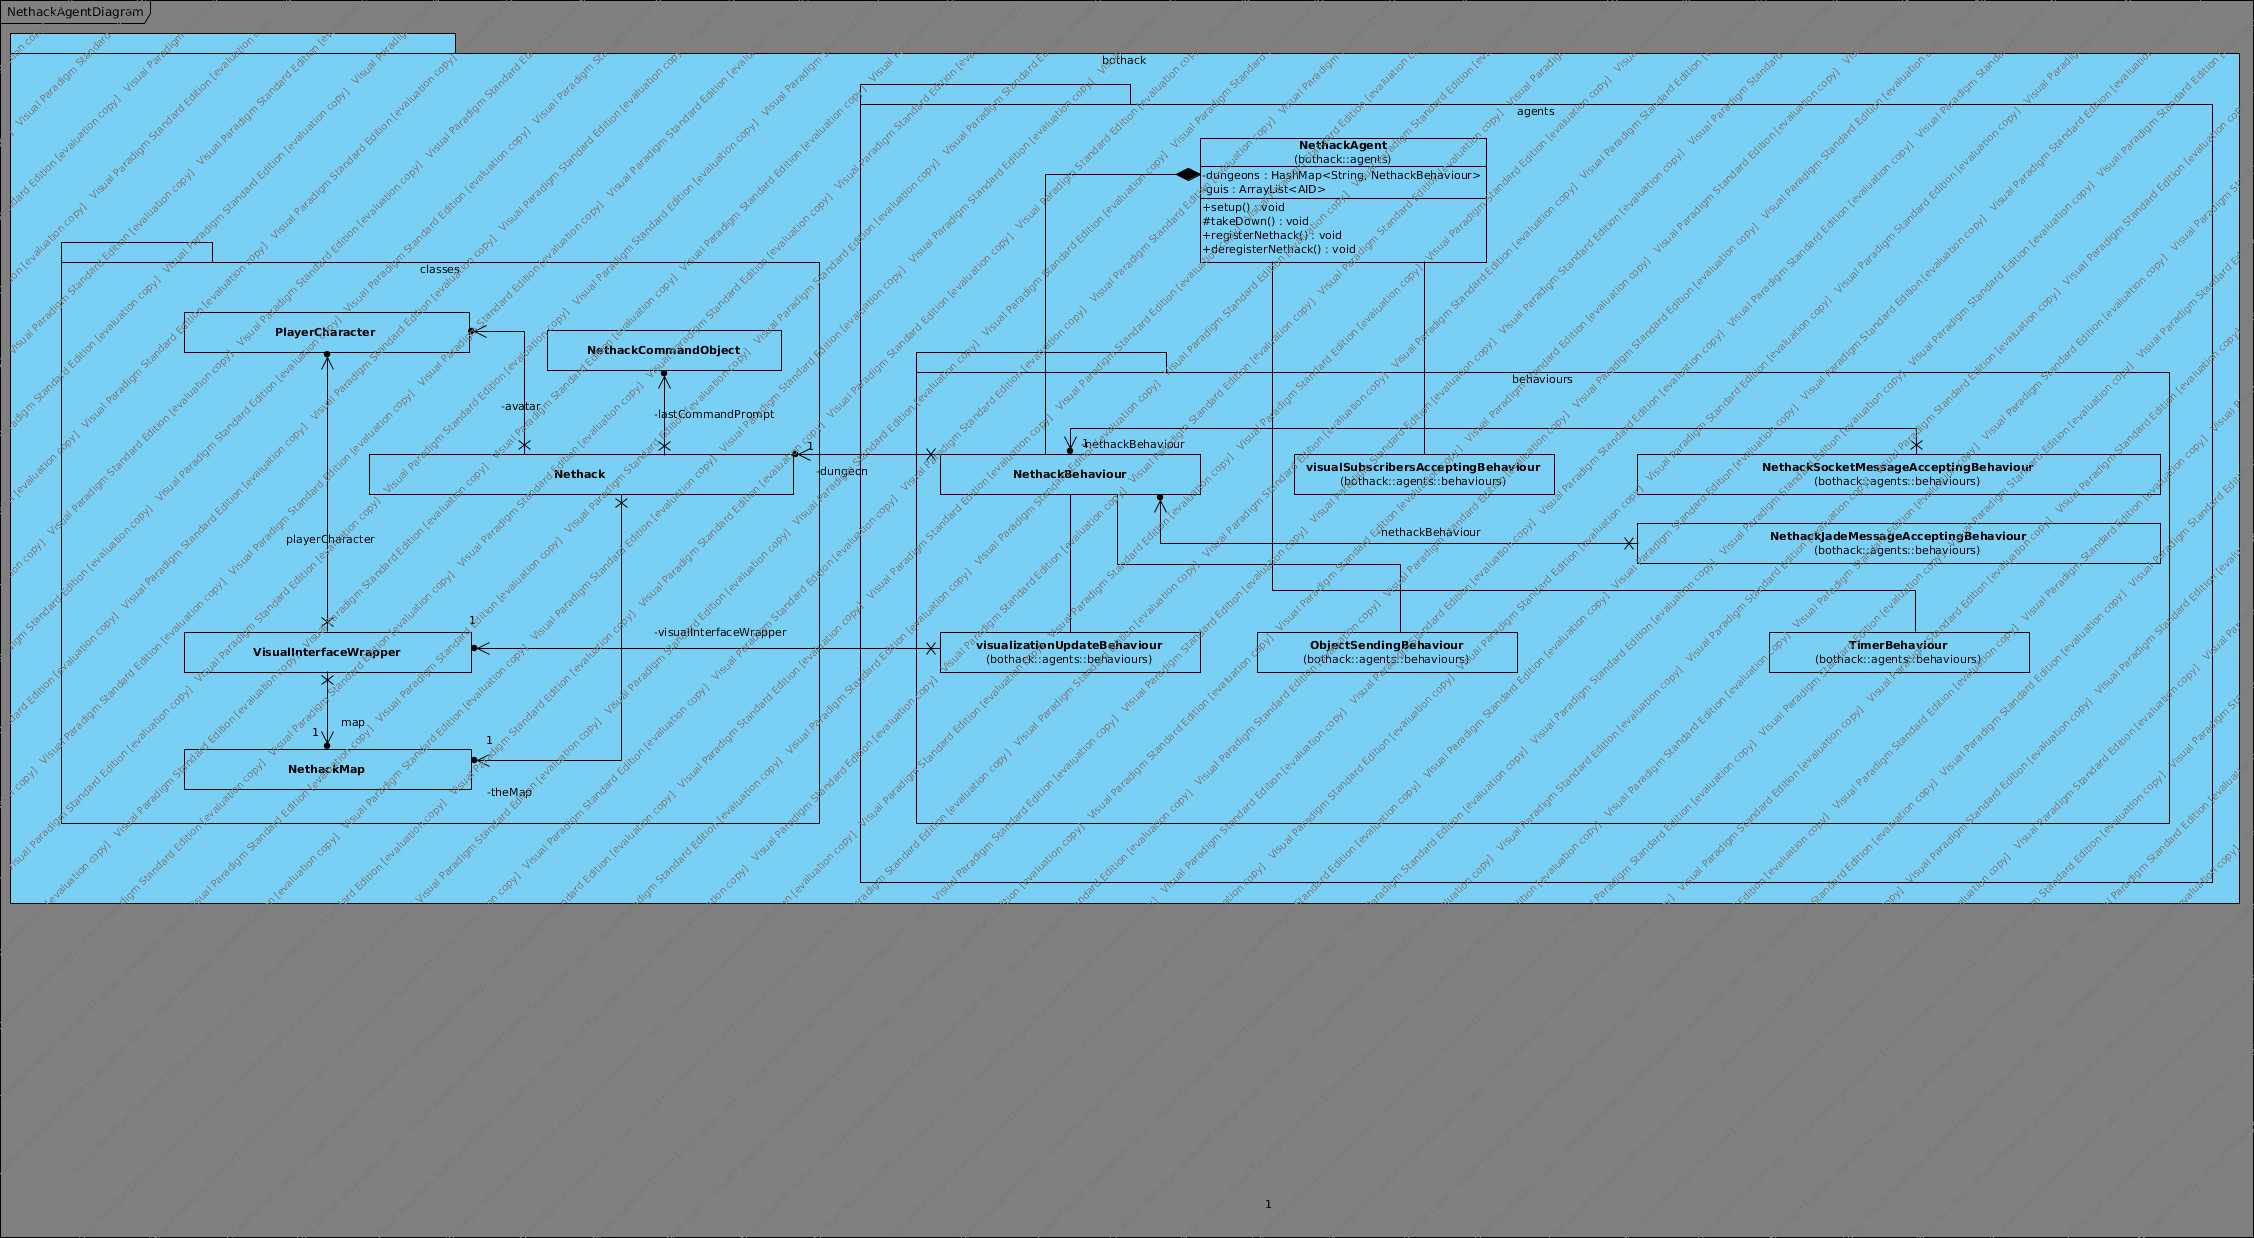 NethackAgentDiagram
bothack
agents
NethackAgent
(bothack::agents)
-dungeons : HashMap<String, NethackBehaviour>
-guis : ArrayList<AID>
+setup() : void
#takeDown() : void
+registerNethack() : void
+deregisterNethack() : void
classes
PlayerCharacter
NethackCommandObject
-avatar
-lastCommandPrompt
Nethack
1
-dungeon
playerCharacter
1
-visualInterfaceWrapper
VisualInterfaceWrapper
map
1
1
NethackMap
-theMap
behaviours
1
-nethackBehaviour
NethackBehaviour
visualSubscribersAcceptingBehaviour
(bothack::agents::behaviours)
NethackSocketMessageAcceptingBehaviour
(bothack::agents::behaviours)
-nethackBehaviour
NethackJadeMessageAcceptingBehaviour
(bothack::agents::behaviours)
visualizationUpdateBehaviour
(bothack::agents::behaviours)
ObjectSendingBehaviour
(bothack::agents::behaviours)
TimerBehaviour
(bothack::agents::behaviours)
1
Visual Paradigm Standard Edition [evaluation copy]